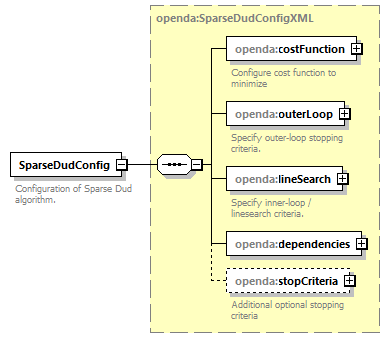 openda:SparseDudConfigXML
openda:costFunction
Configure cost function to
minimize
openda:outerLoop
Specify outer-loop stopping
criteria.
SparseDudConfig
Configuration of Sparse Dud
algorithm.
openda:lineSearch
Specify inner-loop /
linesearch criteria.
openda:dependencies
openda:stopCriteria
Additional optional stopping
criteria